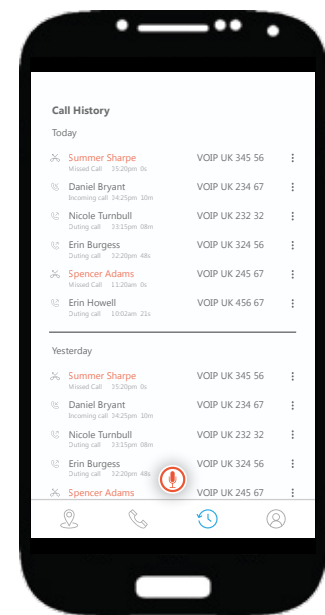 Call History
Today
Summer Sharpe VOIP UK 345 56
Missed Call 05:20pm 0s
Daniel Bryant VOIP UK 234 67
Incoming call 04:25pm 10m
Nicole Turnbull VOIP UK 232 32
Outing call 03:15pm 08m
Erin Burgess VOIP UK 324 56
Outing call 12:20pm 48s
Spencer Adams VOIP UK 245 67
Missed Call 11:20am 0s
Erin Howell VOIP UK 456 67
Outing call 10:02am 21s
Yesterday
Summer Sharpe VOIP UK 345 56
Missed Call 05:20pm 0s
Daniel Bryant VOIP UK 234 67
Incoming call 04:25pm 10m
Nicole Turnbull VOIP UK 232 32
Outing call 03:15pm 08m
Erin Burgess VOIP UK 324 56
Outing call 12:20pm 48s
Spencer Adams VOIP UK 245 67